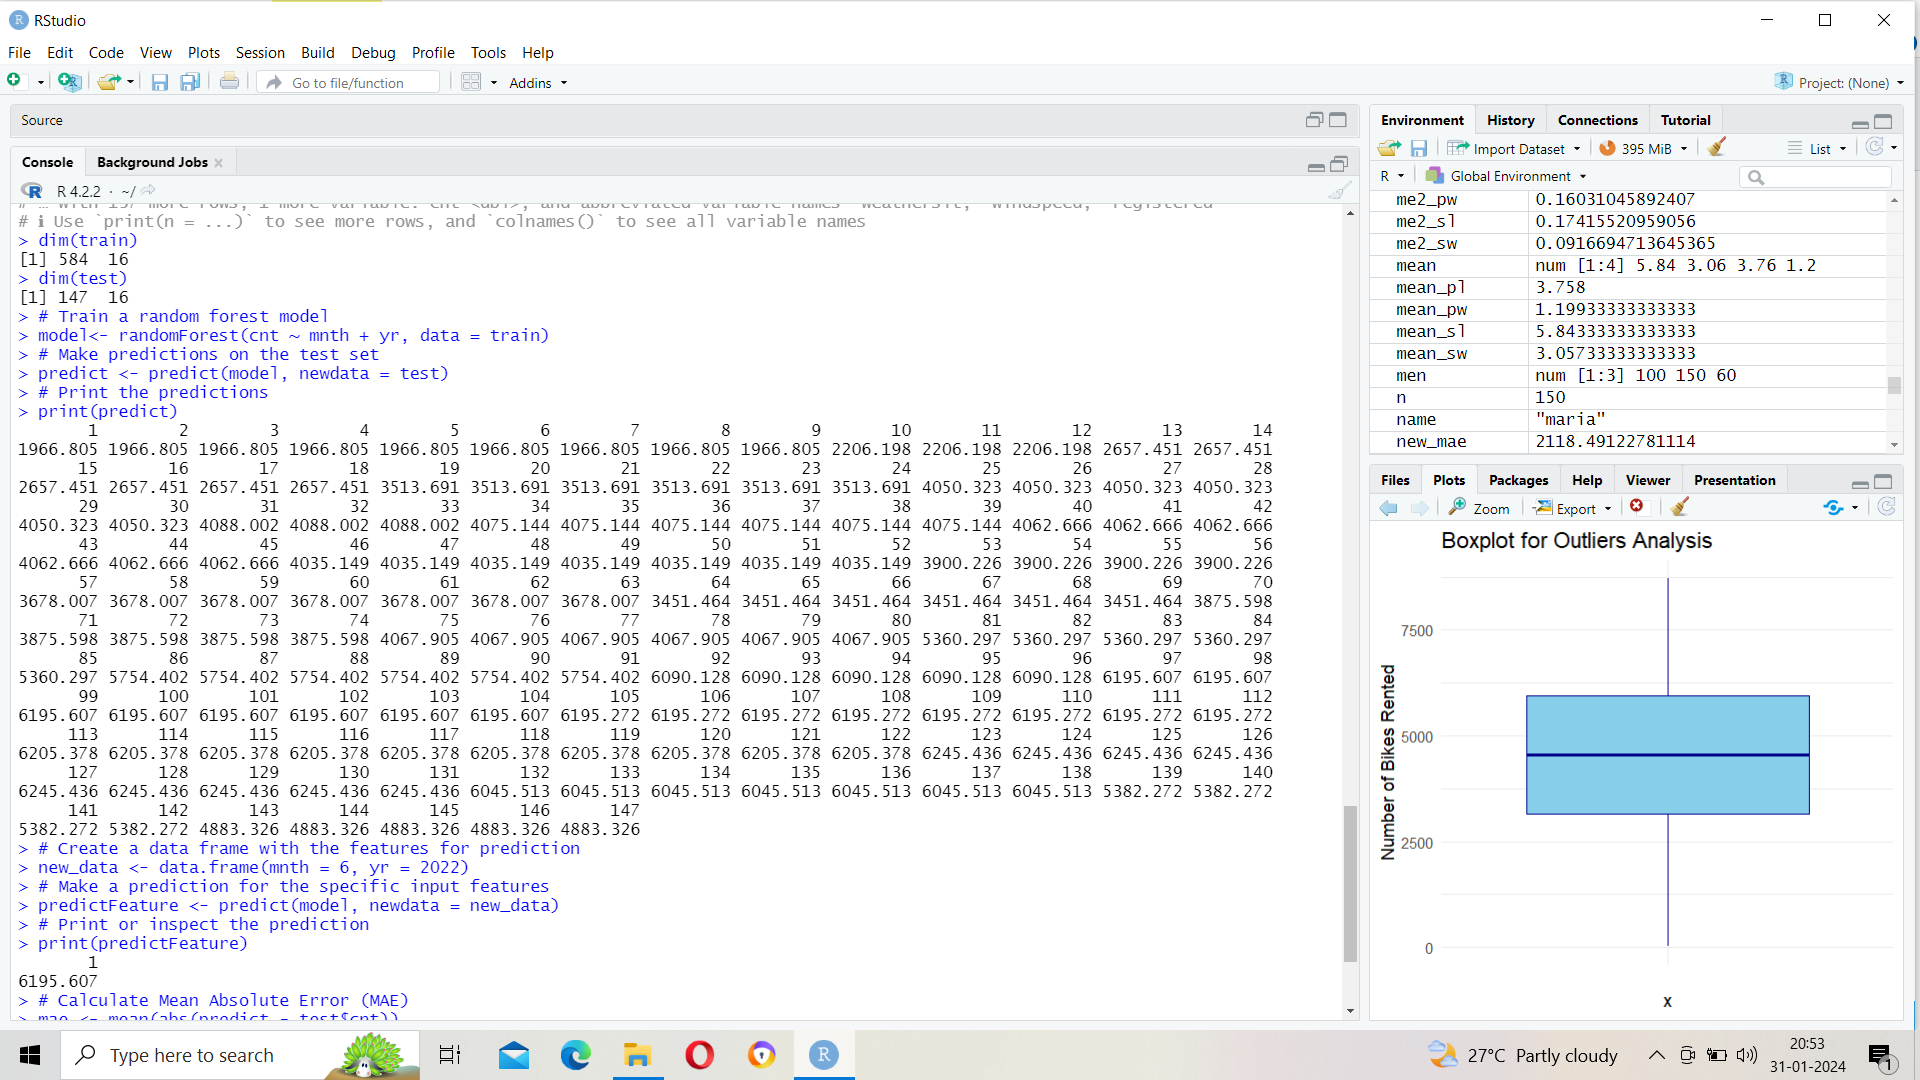 RStudio
File Edit Code View Plots Session Build Debug Profile Tools Help
Go to file/function Addins Project: (None)
Source
Console Background Jobs
R 4.2.2 · ~/
# … with 137 more rows, 1 more variable: cnt <dbl>, and abbreviated variable names
# ℹ Use `print(n = ...)` to see more rows, and `colnames()` to see all variable names
> dim(train)
[1] 584  16
> dim(test)
[1] 147  16
> # Train a random forest model
> model<- randomForest(cnt ~ mnth + yr, data = train)
> # Make predictions on the test set
> predict <- predict(model, newdata = test)
> # Print the predictions
> print(predict)
1 2 3 4 5 6 7 8 9 10 11 12 13 14
1966.805 1966.805 1966.805 1966.805 1966.805 1966.805 1966.805 1966.805 1966.805 2206.198 2206.198 2206.198 2657.451 2657.451
15 16 17 18 19 20 21 22 23 24 25 26 27 28
2657.451 2657.451 2657.451 2657.451 3513.691 3513.691 3513.691 3513.691 3513.691 3513.691 4050.323 4050.323 4050.323 4050.323
29 30 31 32 33 34 35 36 37 38 39 40 41 42
4050.323 4050.323 4088.002 4088.002 4088.002 4075.144 4075.144 4075.144 4075.144 4075.144 4075.144 4062.666 4062.666 4062.666
43 44 45 46 47 48 49 50 51 52 53 54 55 56
4062.666 4062.666 4062.666 4035.149 4035.149 4035.149 4035.149 4035.149 4035.149 4035.149 3900.226 3900.226 3900.226 3900.226
57 58 59 60 61 62 63 64 65 66 67 68 69 70
3678.007 3678.007 3678.007 3678.007 3678.007 3678.007 3678.007 3451.464 3451.464 3451.464 3451.464 3451.464 3451.464 3875.598
71 72 73 74 75 76 77 78 79 80 81 82 83 84
3875.598 3875.598 3875.598 3875.598 4067.905 4067.905 4067.905 4067.905 4067.905 4067.905 5360.297 5360.297 5360.297 5360.297
85 86 87 88 89 90 91 92 93 94 95 96 97 98
5360.297 5754.402 5754.402 5754.402 5754.402 5754.402 5754.402 6090.128 6090.128 6090.128 6090.128 6090.128 6195.607 6195.607
99 100 101 102 103 104 105 106 107 108 109 110 111 112
6195.607 6195.607 6195.607 6195.607 6195.607 6195.607 6195.272 6195.272 6195.272 6195.272 6195.272 6195.272 6195.272 6195.272
113 114 115 116 117 118 119 120 121 122 123 124 125 126
6205.378 6205.378 6205.378 6205.378 6205.378 6205.378 6205.378 6205.378 6205.378 6205.378 6245.436 6245.436 6245.436 6245.436
127 128 129 130 131 132 133 134 135 136 137 138 139 140
6245.436 6245.436 6245.436 6245.436 6245.436 6045.513 6045.513 6045.513 6045.513 6045.513 6045.513 6045.513 5382.272 5382.272
141 142 143 144 145 146 147
5382.272 5382.272 4883.326 4883.326 4883.326 4883.326 4883.326
> # Create a data frame with the features for prediction
> new_data <- data.frame(mnth = 6, yr = 2022)
> # Make a prediction for the specific input features
> predictFeature <- predict(model, newdata = new_data)
> # Print or inspect the prediction
> print(predictFeature)
1
6195.607
> # Calculate Mean Absolute Error (MAE)
> mae <- mean(abs(predict - test$cnt))
Environment History Connections Tutorial
Import Dataset 395 MiB List
R Global Environment
me2_pw 0.16031045892407
me2_sl 0.17415520959056
me2_sw 0.0916694713645365
mean num [1:4] 5.84 3.06 3.76 1.2
mean_pl 3.758
mean_pw 1.19933333333333
mean_sl 5.84333333333333
mean_sw 3.05733333333333
men num [1:3] 100 150 60
n 150
name "maria"
new_mae 2118.49122781114
Files Plots Packages Help Viewer Presentation
Zoom Export
Boxplot for Outliers Analysis
Number of Bikes Rented
7500
5000
2500
0
x
Type here to search
27°C Partly cloudy
20:53
31-01-2024
1